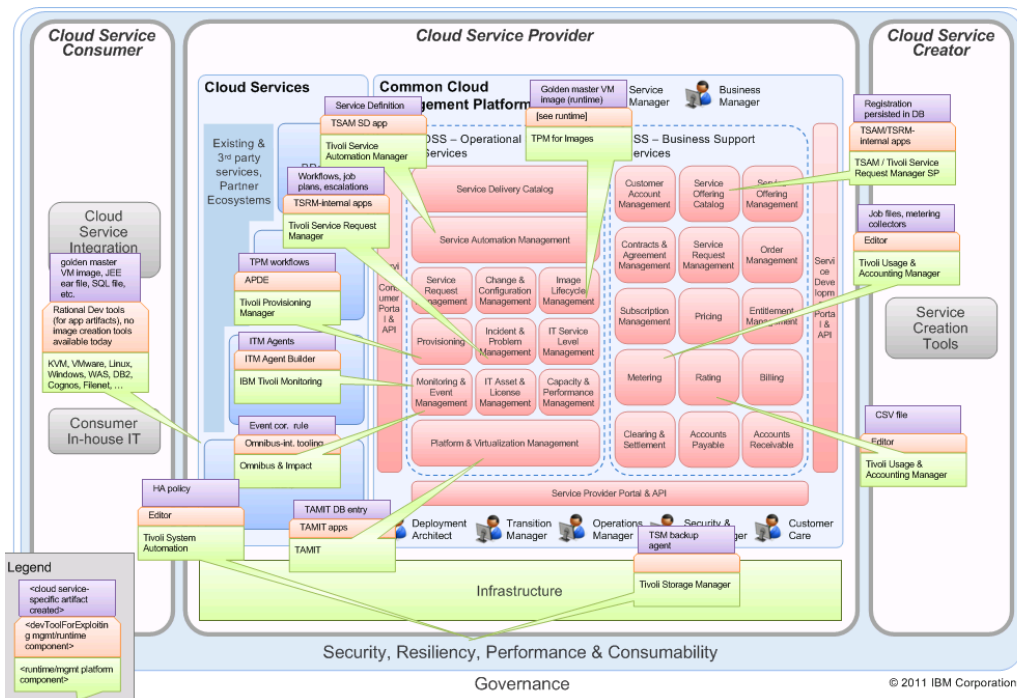 Cloud Service
Consumer
Cloud Service Provider
Cloud Service
Creator
Cloud Services
Common Cloud
gement Platform
Service
Manager
Business
Manager
Existing &
3rd party
services,
Partner
Ecosystems
Service Definition
TSAM SD app
Tivoli Service
Automation Manager
Golden master VM
image (runtime)
[see runtime]
TPM for Images
Registration
persisted in DB
TSAM/TSRM-
internal apps
TSAM / Tivoli Service
Request Manager SP
OSS – Operational
Services
SS – Business Support
ervices
Workflows, job
plans, escalations
TSRM-internal apps
Tivoli Service Request
Manager
Service Delivery Catalog
Service Automation Management
Customer
Account
Management
Service
Offering
Catalog
Service
Offering
Management
Job files, metering
collectors
Editor
Tivoli Usage &
Accounting Manager
Cloud
Service
Integration
golden master
VM image, JEE
ear file, SQL file,
etc.
Rational Dev tools
(for app artifacts), no
image creation tools
available today
KVM, VMware, Linux,
Windows, WAS, DB2,
Cognos, Filenet, …
TPM workflows
APDE
Tivoli Provisioning
Manager
Service
Request
Management
Change &
Configuration
Management
Image
Lifecycle
Management
Contracts &
Agreement
Management
Service
Request
Management
Order
Management
Servi
ce
Develop
Portal
& API
Provisioning
Incident &
Problem
Management
IT Service
Level
Management
Subscription
Management
Pricing
Entitlement
Management
Service
Creation
Tools
ITM Agents
ITM Agent Builder
IBM Tivoli Monitoring
Monitoring &
Event
Management
IT Asset &
License
Management
Capacity &
Performance
Management
Metering
Rating
Billing
Consumer
In-house IT
Event cor. rule
Omnibus-int. tooling
Omnibus & Impact
Platform & Virtualization Management
Clearing &
Settlement
Accounts
Payable
Accounts
Receivable
CSV file
Editor
Tivoli Usage &
Accounting Manager
HA policy
Editor
Tivoli System
Automation
Service Provider Portal & API
TAMIT DB entry
TAMIT apps
TAMIT
Deployment
Architect
Transition
Manager
Operations
Manager
Security &
Customer
Care
TSM backup
agent
Tivoli Storage Manager
Infrastructure
Legend
<cloud service-
specific artifact
created>
<devToolForExploitin
g mgmt/runtime
component>
<runtime/mgmt platform
component>
Security, Resiliency, Performance & Consumability
Governance
© 2011 IBM Corporation